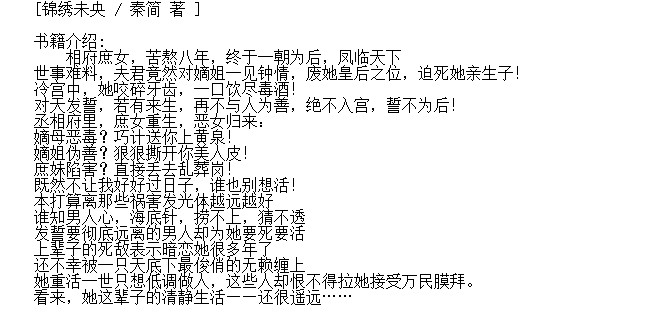 [锦绣未央 / 秦简 著 ]
书籍介绍:
相府庶女，苦熬八年，终于一朝为后，凤临天下
世事难料，夫君竟然对嫡姐一见钟情，废她皇后之位，迫死她亲生子！
冷宫中，她咬碎牙齿，一口饮尽毒酒！
对天发誓，若有来生，再不与人为善，绝不入宫，誓不为后！
丞相府里，庶女重生，恶女归来：
嫡母恶毒？巧计送你上黄泉！
嫡姐伪善？狠狠撕开你美人皮！
庶妹陷害？直接丢去乱葬岗！
既然不让我好好过日子，谁也别想活！
本打算离那些祸害发光体越远越好
谁知男人心，海底针，捞不上，猜不透
发誓要彻底远离的男人却为她要死要活
上辈子的死敌表示暗恋她很多年了
还不幸被一只天底下最俊俏的无赖缠上
她重活一世只想低调做人，这些人却恨不得拉她接受万民膜拜。
看来，她这辈子的清静生活——还很遥远……